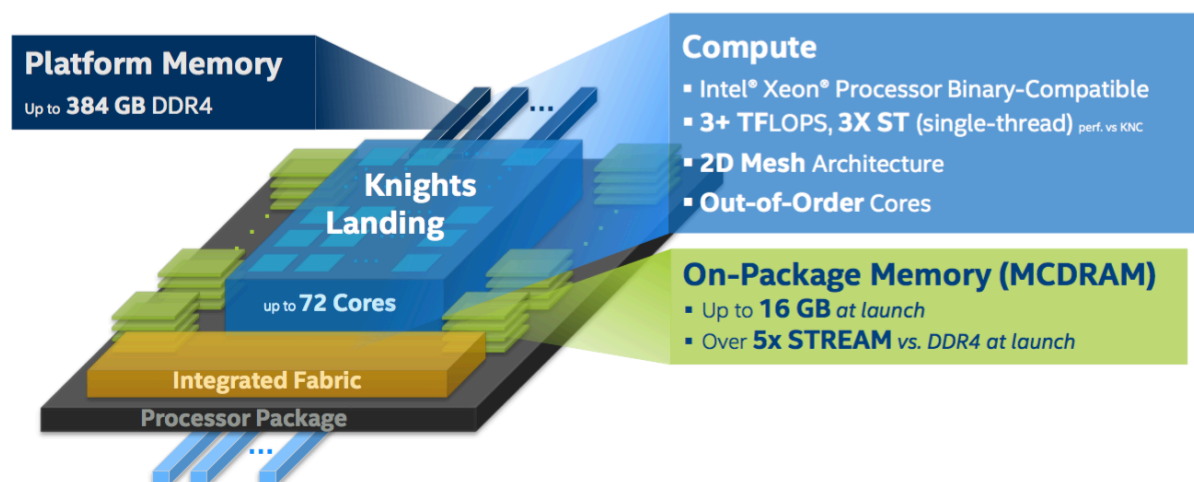 Platform Memory
Up to 384 GB DDR4
...
Knights
Landing
...
up to 72 Cores
Integrated Fabric
Processor Package
...
Compute
▪ Intel® Xeon® Processor Binary-Compatible
▪ 3+ TFLOPS, 3X ST (single-thread) perf. vs KNC
▪ 2D Mesh Architecture
▪ Out-of-Order Cores
On-Package Memory (MCDRAM)
▪ Up to 16 GB at launch
▪ Over 5x STREAM vs. DDR4 at launch